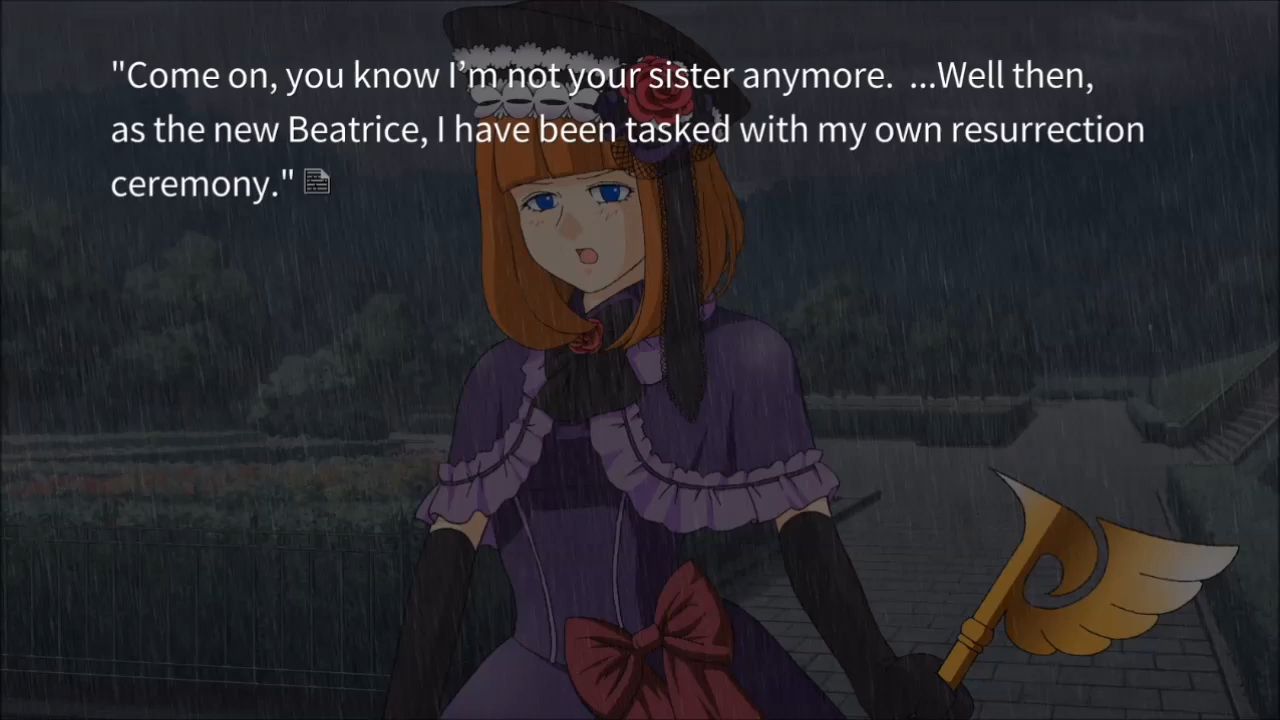 "Come on, you know I’m not your sister anymore.  ...Well then,
as the new Beatrice, I have been tasked with my own resurrection
ceremony."